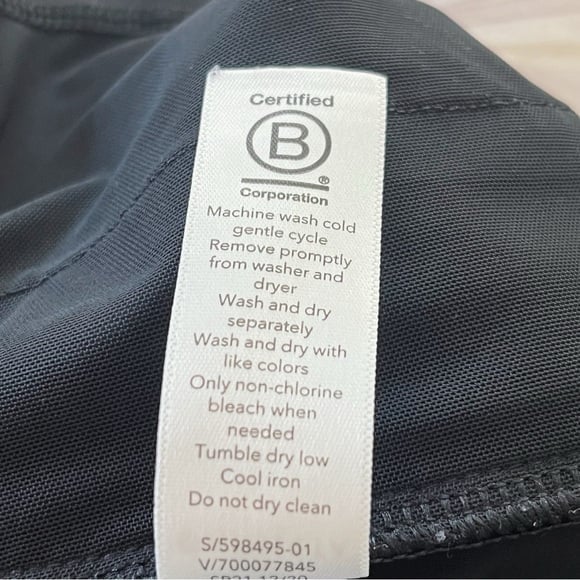 Certified
B
®
Corporation
Machine wash cold
gentle cycle
Remove promptly
from washer and
dryer
Wash and dry
separately
Wash and dry with
like colors
Only non-chlorine
bleach when
needed
Tumble dry low
Cool iron
Do not dry clean
S/598495-01
V/700077845